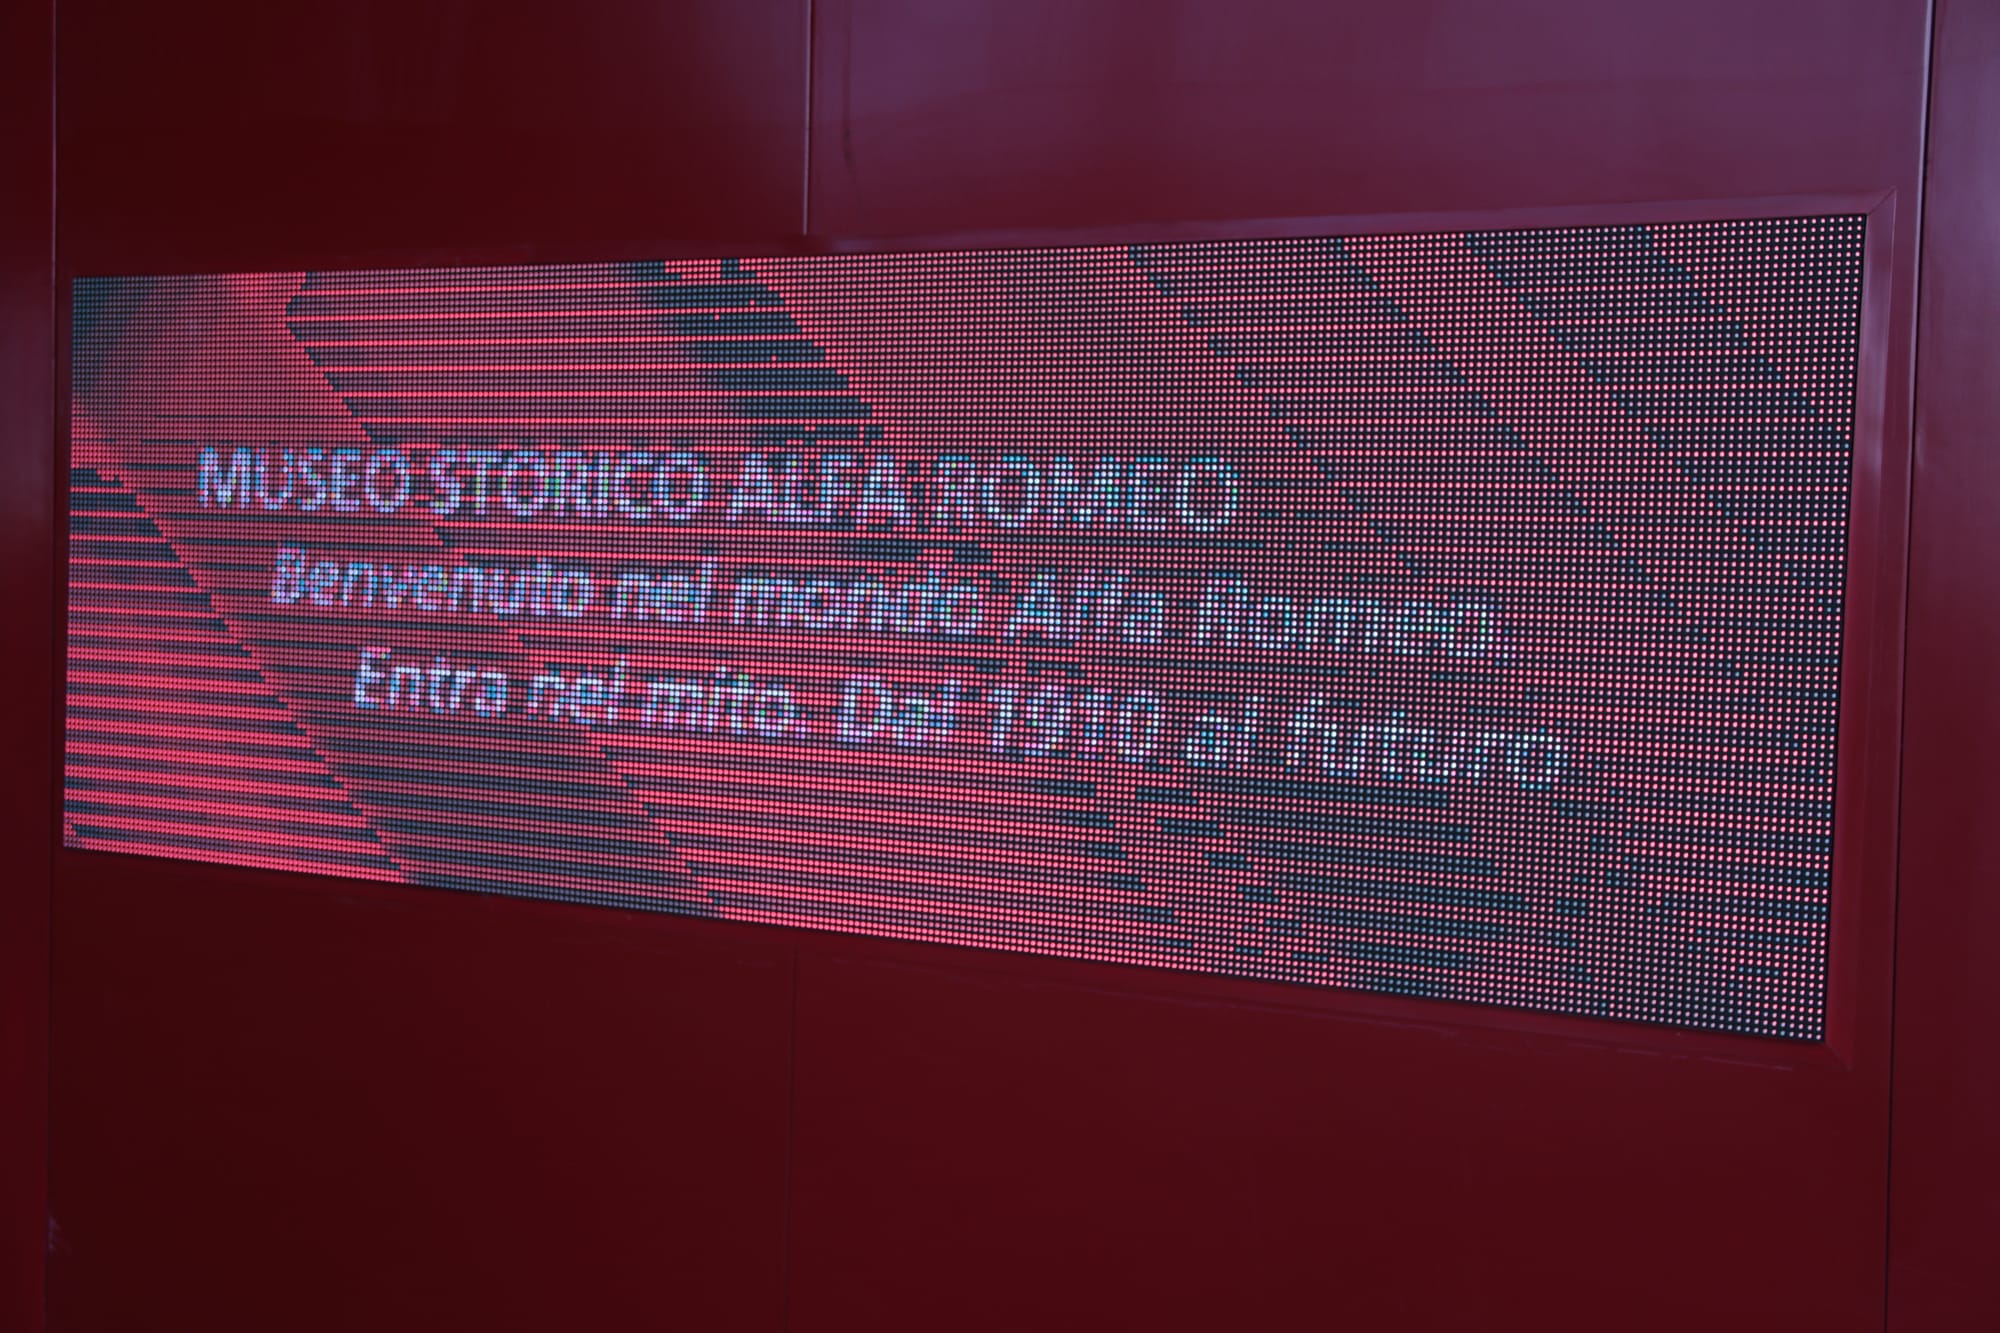 MUSEO STORICO ALFA ROMEO
Benvenuto nel mondo Alfa Romeo,
Entra nel mito. Dal 1910 al futuro